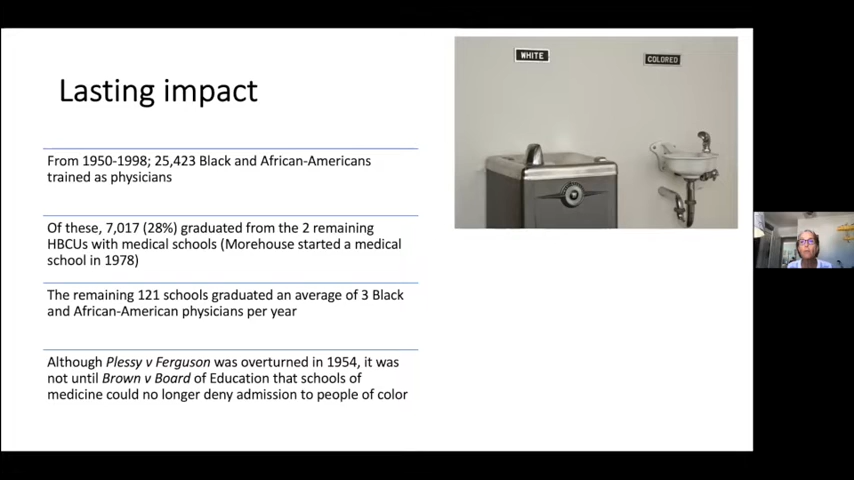 Lasting impact
WHITE
COLORED
From 1950-1998; 25,423 Black and African-Americans
trained as physicians
Of these, 7,017 (28%) graduated from the 2 remaining
HBCUs with medical schools (Morehouse started a medical
school in 1978)
The remaining 121 schools graduated an average of 3 Black
and African-American physicians per year
Although Plessy v Ferguson was overturned in 1954, it was
not until Brown v Board of Education that schools of
medicine could no longer deny admission to people of color